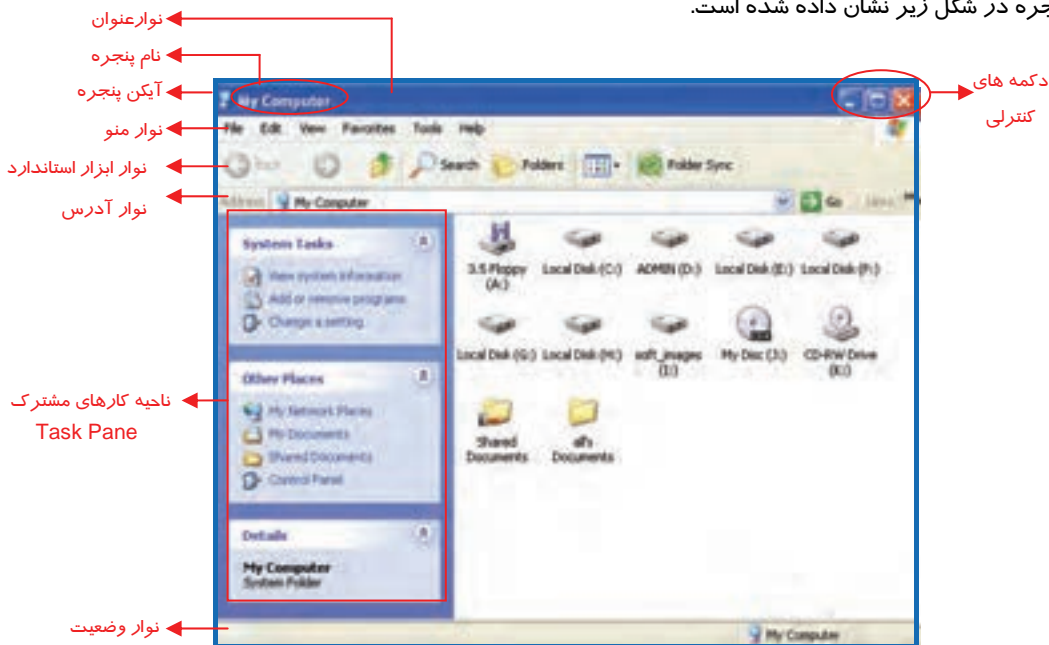 جره در شکل زیر نشان داده شده است.
نوارعنوان
نام پنجره
آیکن پنجره
نوار منو
نوار ابزار استاندارد
نوار آدرس
ناحیه کارهای مشترک
Task Pane
نوار وضعیت
دکمه های
کنترلی
My Computer
File Edit View Favorites Tools Help
Back Search Folders Folder Sync
Address My Computer Go
System Tasks
View system information
Add or remove programs
Change a setting
Other Places
My Network Places
My Documents
Shared Documents
Control Panel
Details
My Computer
System Folder
3.5 Floppy (A:)
Local Disk (C:)
ADMIN (D:)
Local Disk (E:)
Local Disk (F:)
Local Disk (G:)
Local Disk (H:)
soft_images (I:)
My Disc (J:)
CD-RW Drive (K:)
Shared Documents
Documents
My Computer